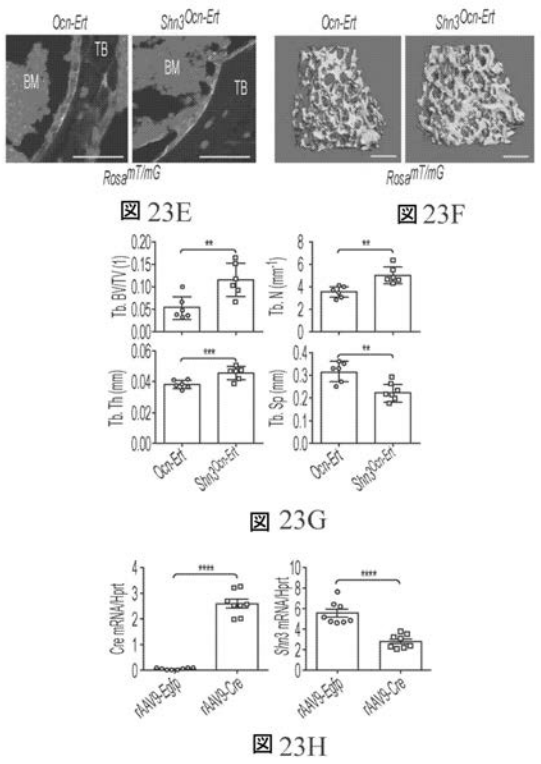 Ocn-Ert Shn3Ocn-Ert Ocn-Ert Shn3Ocn-Ert
BM TB BM TB
RosamT/mG RosamT/mG
図 23E 図 23F
Tb. BV/TV (1) 0.20 0.15 0.10 0.05 0.00 **
Tb. N (mm-1) 8 6 4 2 0 **
Tb. Th (mm) 0.06 0.04 0.02 0.00 ***
Tb. Sp (mm) 0.4 0.3 0.2 0.1 0.0 **
Ocn-Ert Shn3Ocn-Ert Ocn-Ert Shn3Ocn-Ert
図 23G
Cre mRNA/Hprt 4 3 2 1 0 ****
Shn3 mRNA/Hprt 10 8 6 4 2 0 ****
rAAV9-Egfp rAAV9-Cre rAAV9-Egfp rAAV9-Cre
図 23H